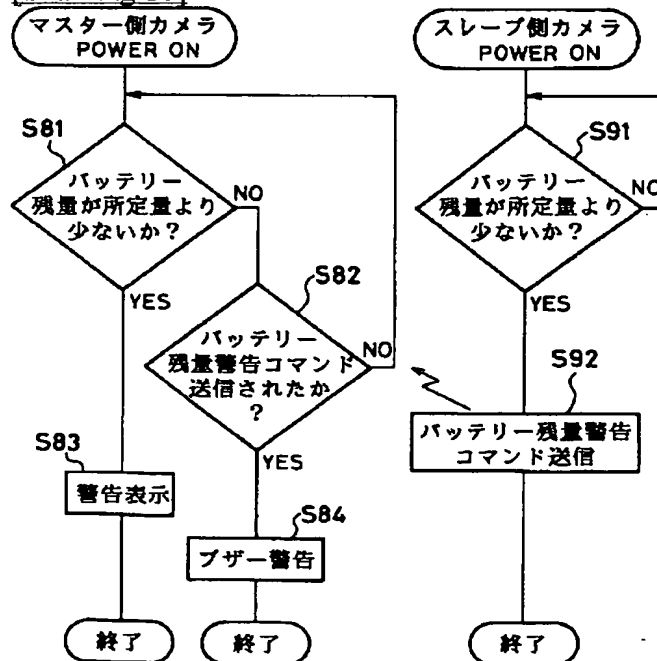 マスター側カメラ
POWER ON
S81
バッテリー
残量が所定量より
少ないか?
NO
YES
S82
バッテリー
残量警告コマンド
送信されたか
?
NO
YES
S83
警告表示
S84
ブザー警告
終了
終了
スレーブ側カメラ
POWER ON
S91
バッテリー
残量が所定量より
少ないか?
NO
YES
S92
バッテリー残量警告
コマンド送信
終了